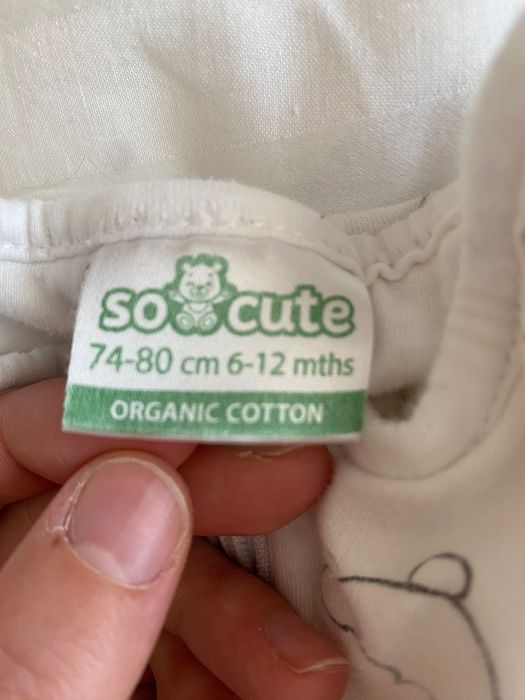 so cute
74-80 cm 6-12 mths
ORGANIC COTTON